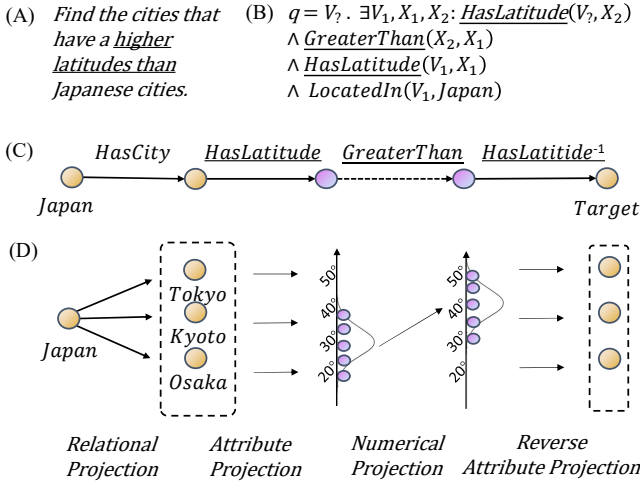 (A)
Find the cities that
have a higher
latitudes than
Japanese cities.
(B)
q = V?. ∃V1, X1, X2: HasLatitude(V?, X2)
∧ GreaterThan(X2, X1)
∧ HasLatitude(V1, X1)
∧ LocatedIn(V1, Japan)
(C)
HasCity HasLatitude GreaterThan HasLatitide⁻¹
Japan Target
(D)
Japan
Tokyo
Kyoto
Osaka
50°
40°
30°
20°
50°
40°
30°
20°
Relational
Projection
Attribute
Projection
Numerical
Projection
Reverse
Attribute Projection